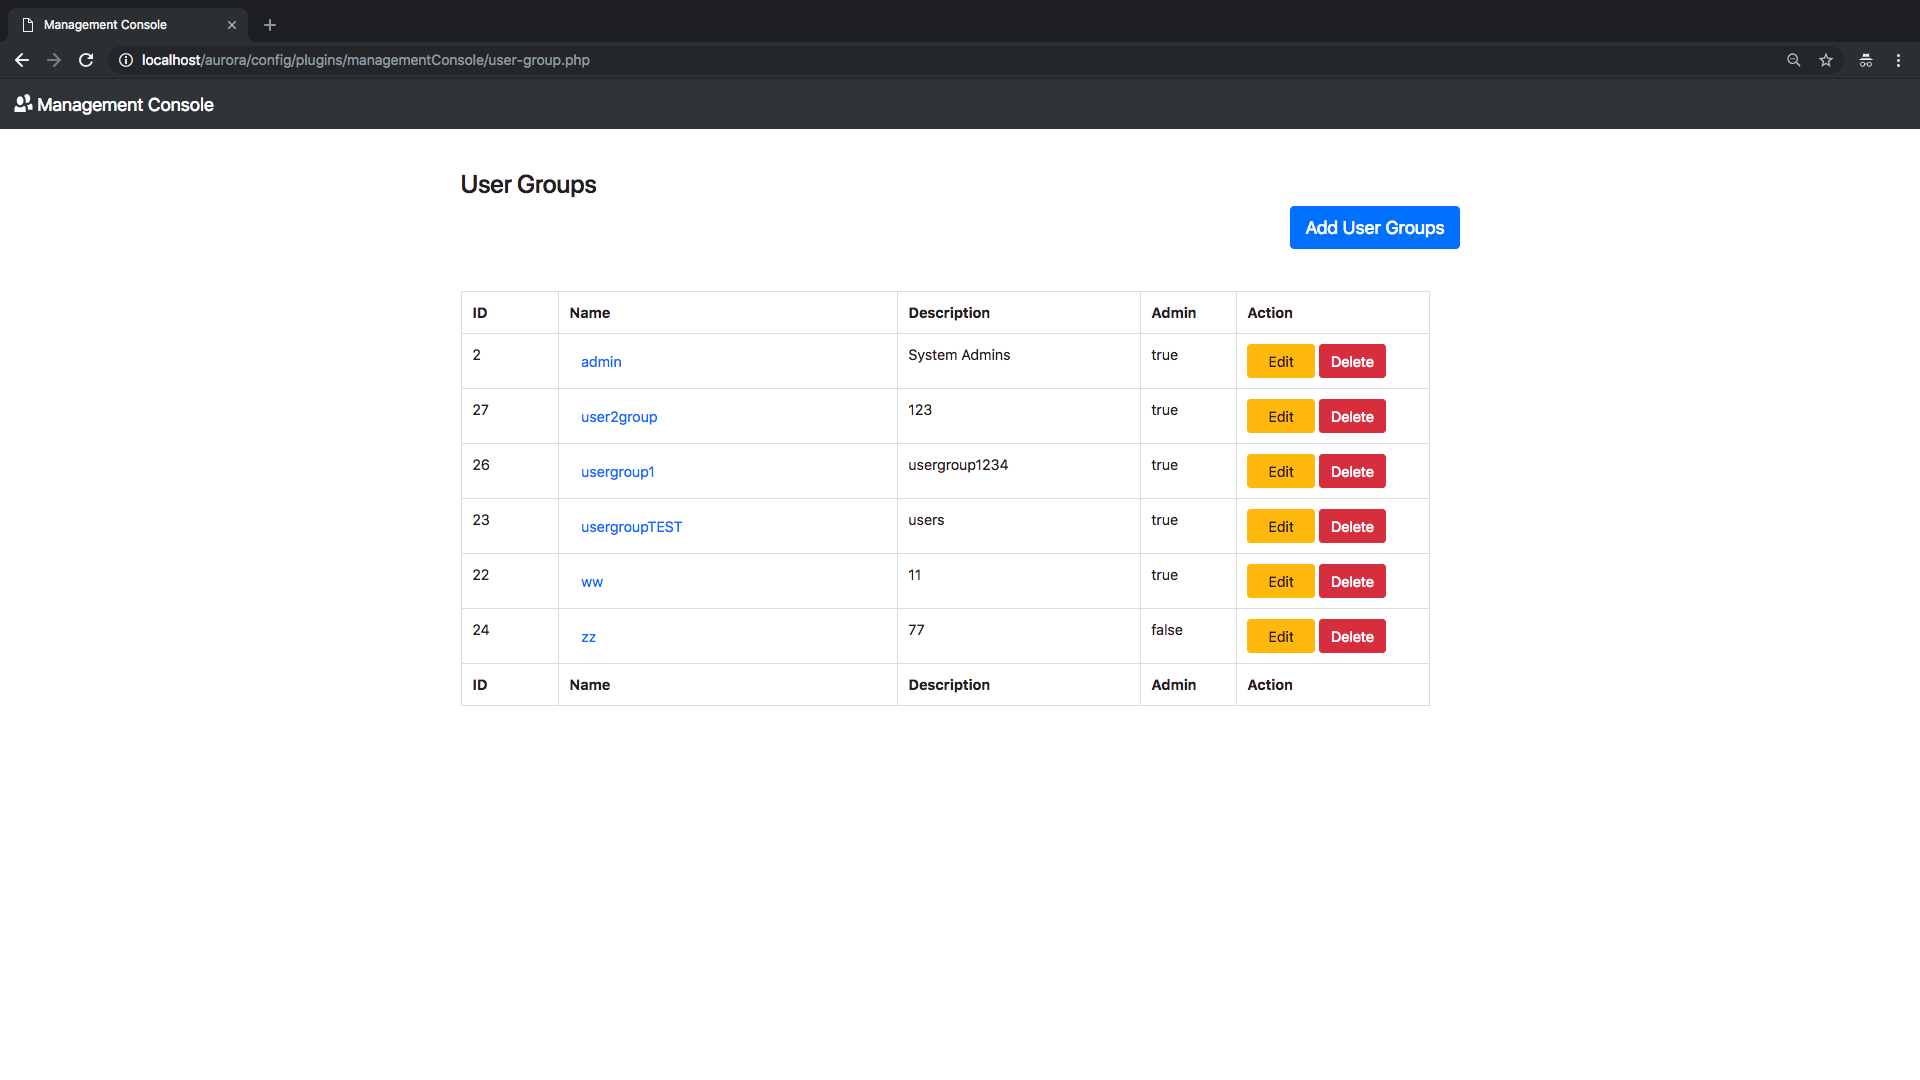 Management Console
localhost/aurora/config/plugins/managementConsole/user-group.php
Management Console
User Groups
Add User Groups
ID Name Description Admin Action
2 admin System Admins true Edit Delete
27 user2group 123 true Edit Delete
26 usergroup1 usergroup1234 true Edit Delete
23 usergroupTEST users true Edit Delete
22 ww 11 true Edit Delete
24 zz 77 false Edit Delete
ID Name Description Admin Action